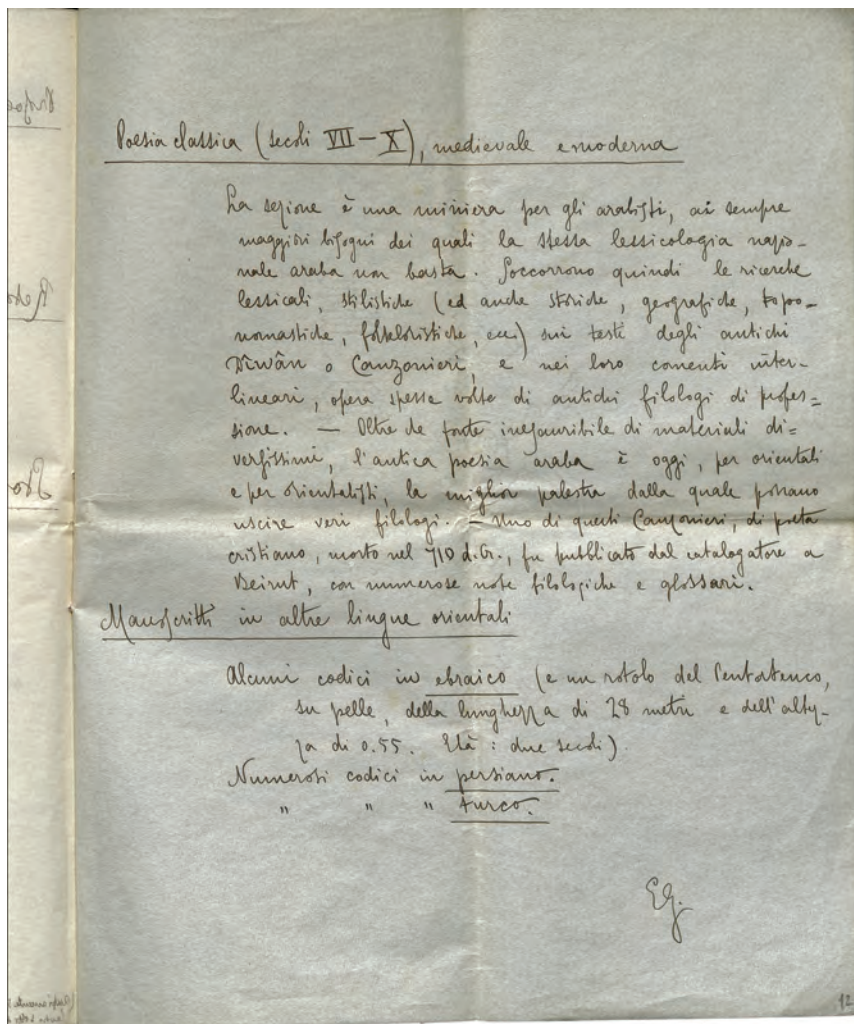 Poesia classica (secoli VII – X), medievale e moderna
La sezione è una miniera per gli arabisti, ai sempre
maggiori bisogni dei quali la stessa lessicologia nazio-
nale araba non basta. Soccorrono quindi le ricerche
lessicali, stilistiche (ed anche storiche, geografiche, topo-
nomastiche, folkloristiche, ecc.) sui testi degli antichi
Dîwân o Canzonieri, e nei loro comenti inter-
lineari, opera spesse volte di antichi filologi di profes=
sione. — Oltre che fonte inesauribile di materiali di=
versissimi, l'antica poesia araba è oggi, per orientali
e per orientalisti, la miglior palestra dalla quale possano
uscire veri filologi. — Uno di questi Canzonieri, di poeta
cristiano, morto nel 710 d. Cr., fu pubblicato dal catalogatore a
Beirut, con numerose note filologiche e glossari.
Manoscritti in altre lingue orientali
Alcuni codici in ebraico (e un rotolo del Pentateuco,
su pelle, della lunghezza di 28 metri e dell'altez-
za di 0.55. Età: due secoli).
Numerosi codici in persiano.
" " " turco.
EG.
12